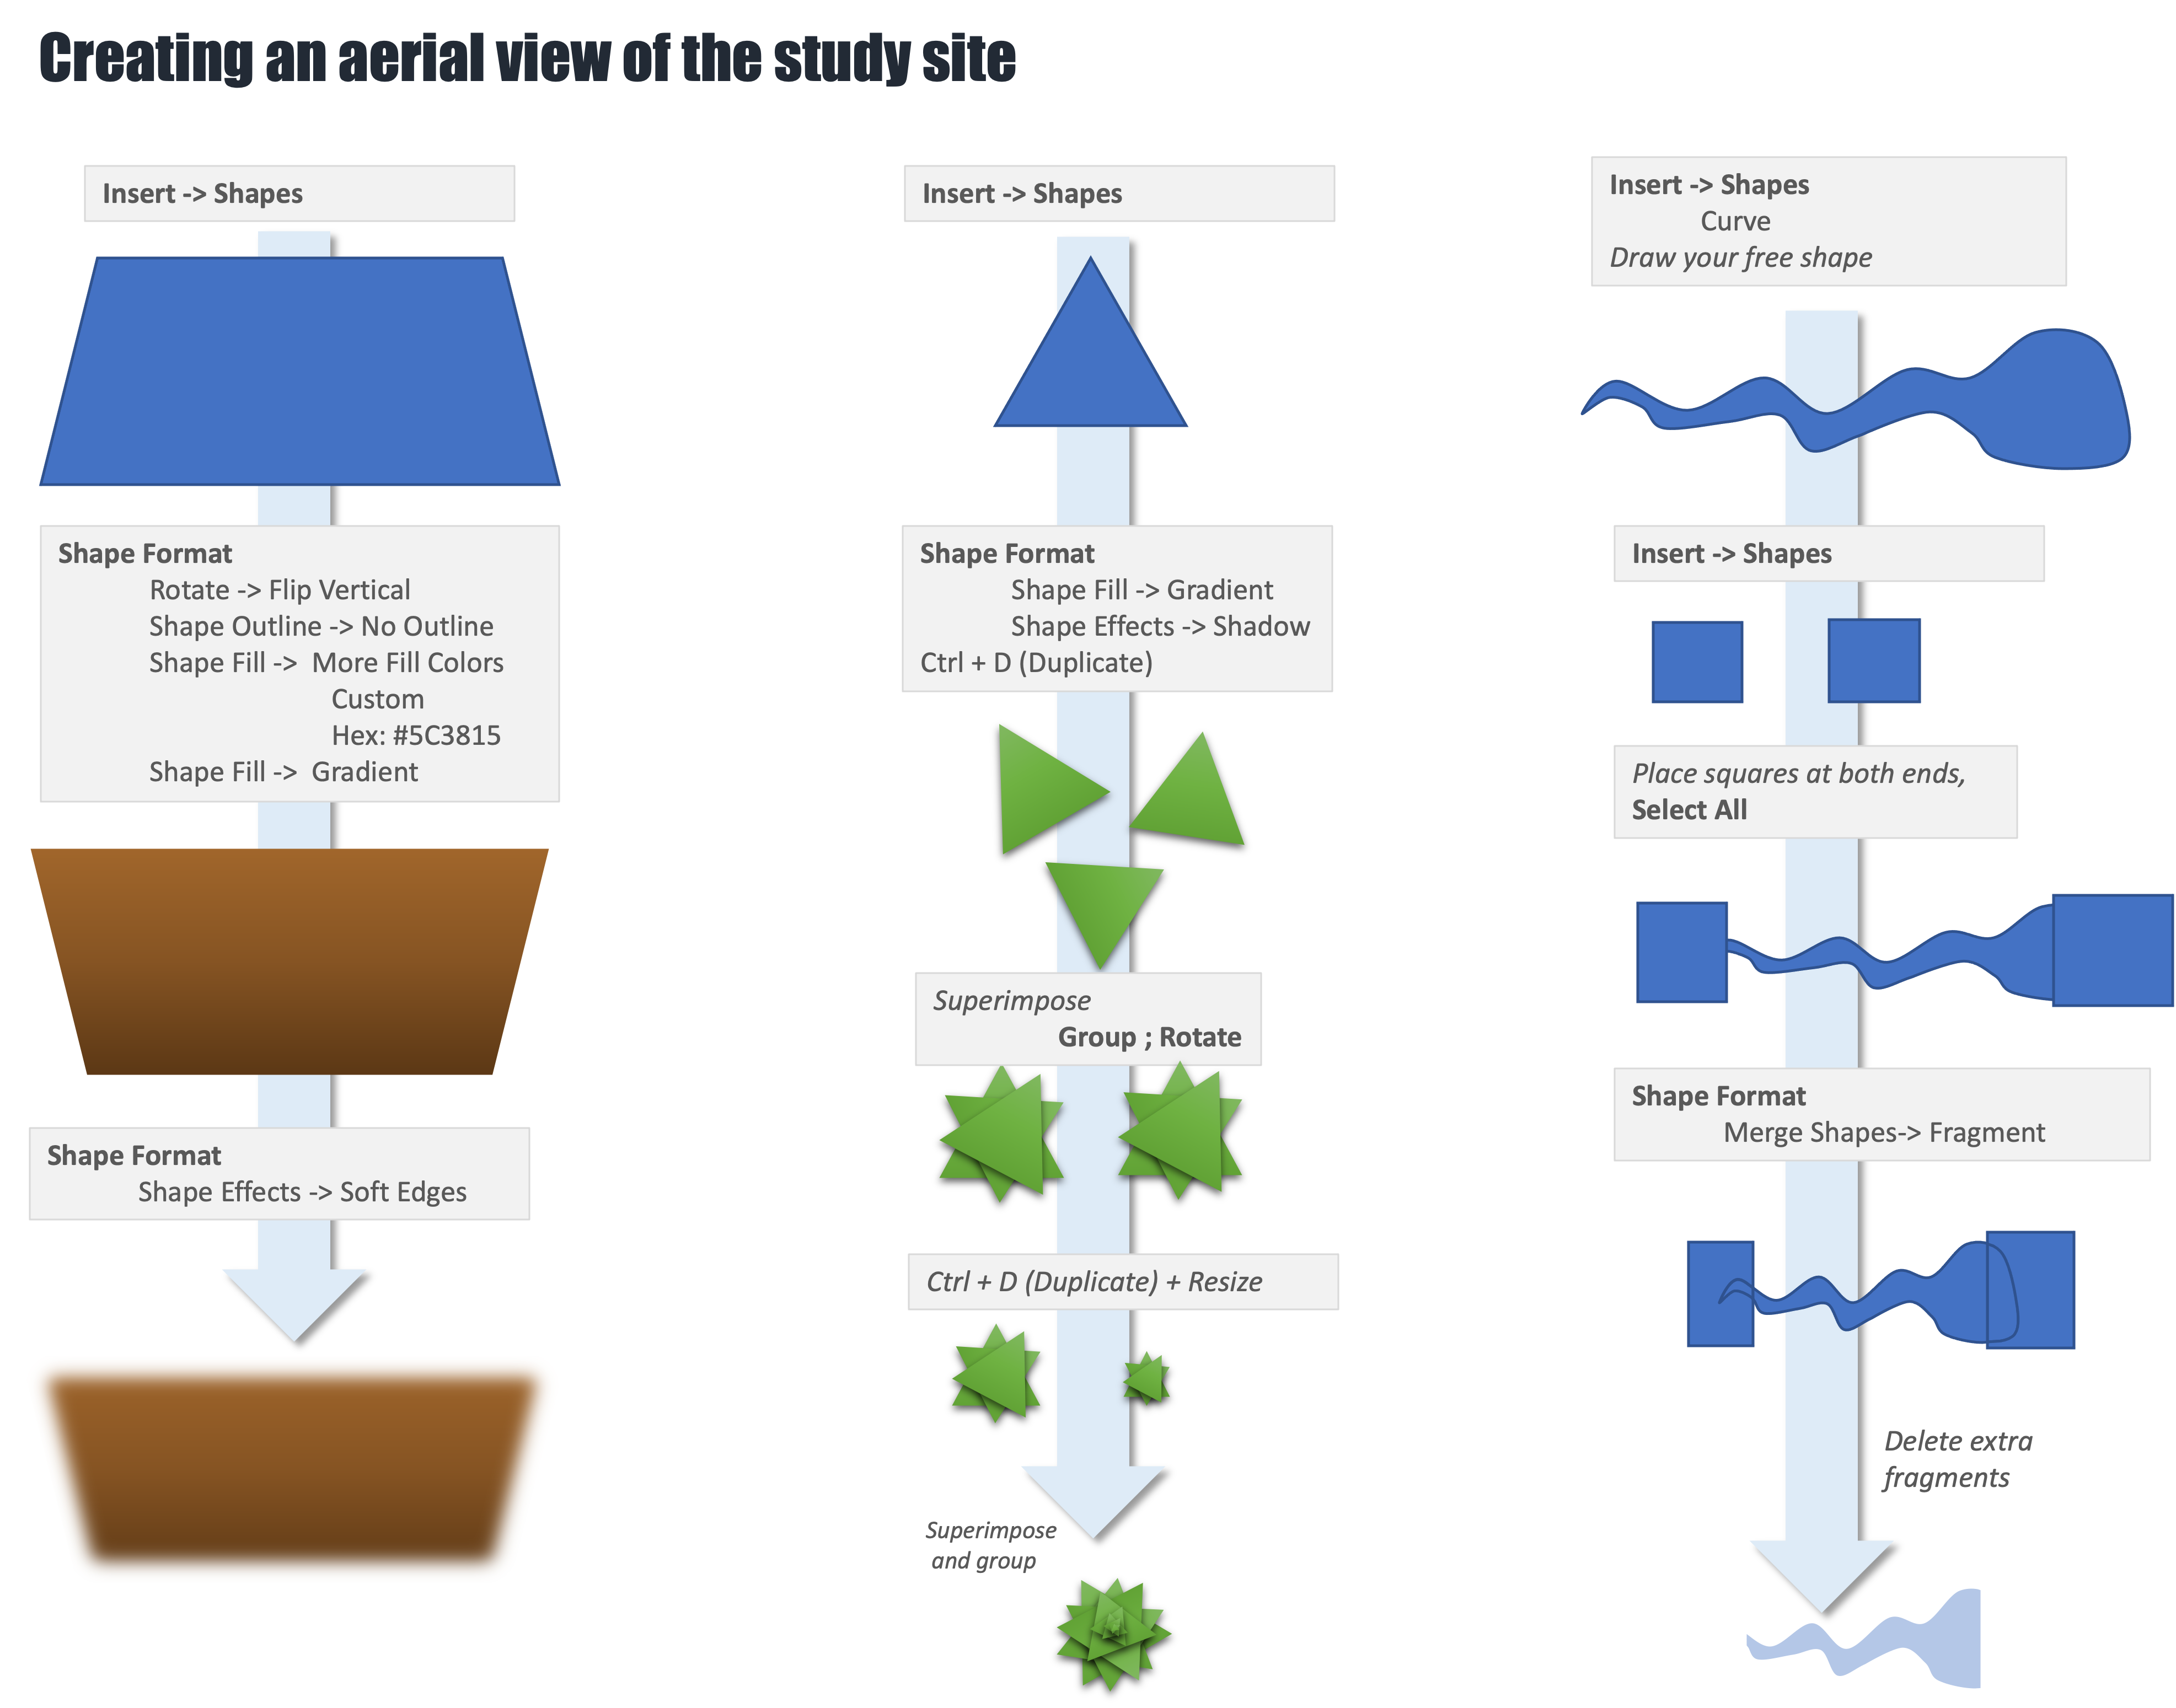 Creating an aerial view of the study site
Insert -> Shapes
Shape Format
Rotate -> Flip Vertical
Shape Outline -> No Outline
Shape Fill -> More Fill Colors
Custom
Hex: #5C3815
Shape Fill -> Gradient
Shape Format
Shape Effects -> Soft Edges
Insert -> Shapes
Shape Format
Shape Fill -> Gradient
Shape Effects -> Shadow
Ctrl + D (Duplicate)
Superimpose
Group ; Rotate
Ctrl + D (Duplicate) + Resize
Superimpose
and group
Insert -> Shapes
Curve
Draw your free shape
Insert -> Shapes
Place squares at both ends,
Select All
Shape Format
Merge Shapes-> Fragment
Delete extra
fragments